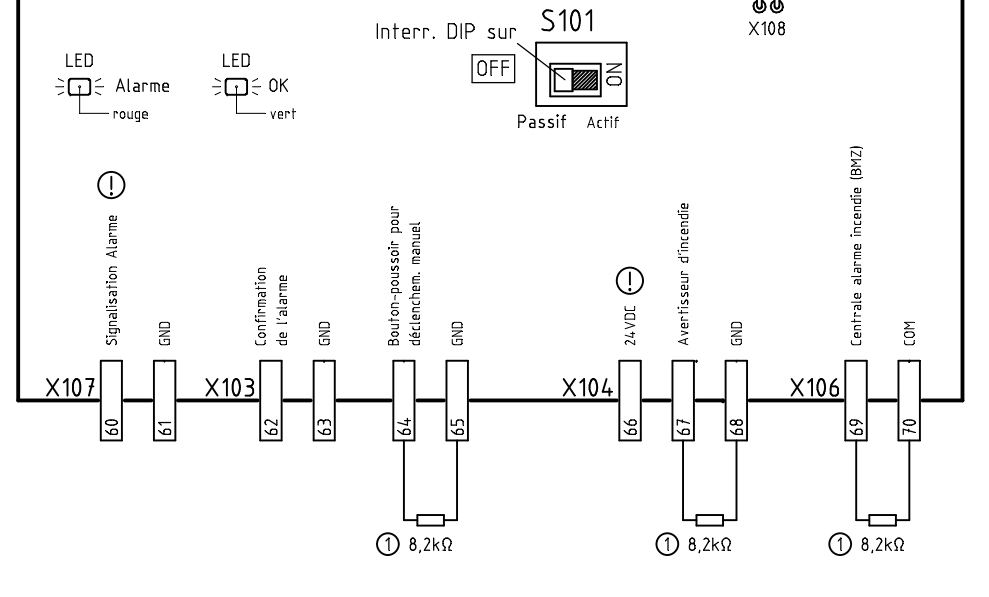 X108
Interr. DIP sur
S101
OFF
ON
Passif Actif
LED
Alarme
rouge
LED
OK
vert
!
Signalisation Alarme
GND
Confirmation
de l'alarme
GND
Bouton-poussoir pour
déclenchem. manuel
GND
!
24VDC
Avertisseur d'incendie
GND
Centrale alarme incendie (BMZ)
COM
X107
X103
X104
X106
60
61
62
63
64
65
66
67
68
69
70
1 8,2kΩ
1 8,2kΩ
1 8,2kΩ